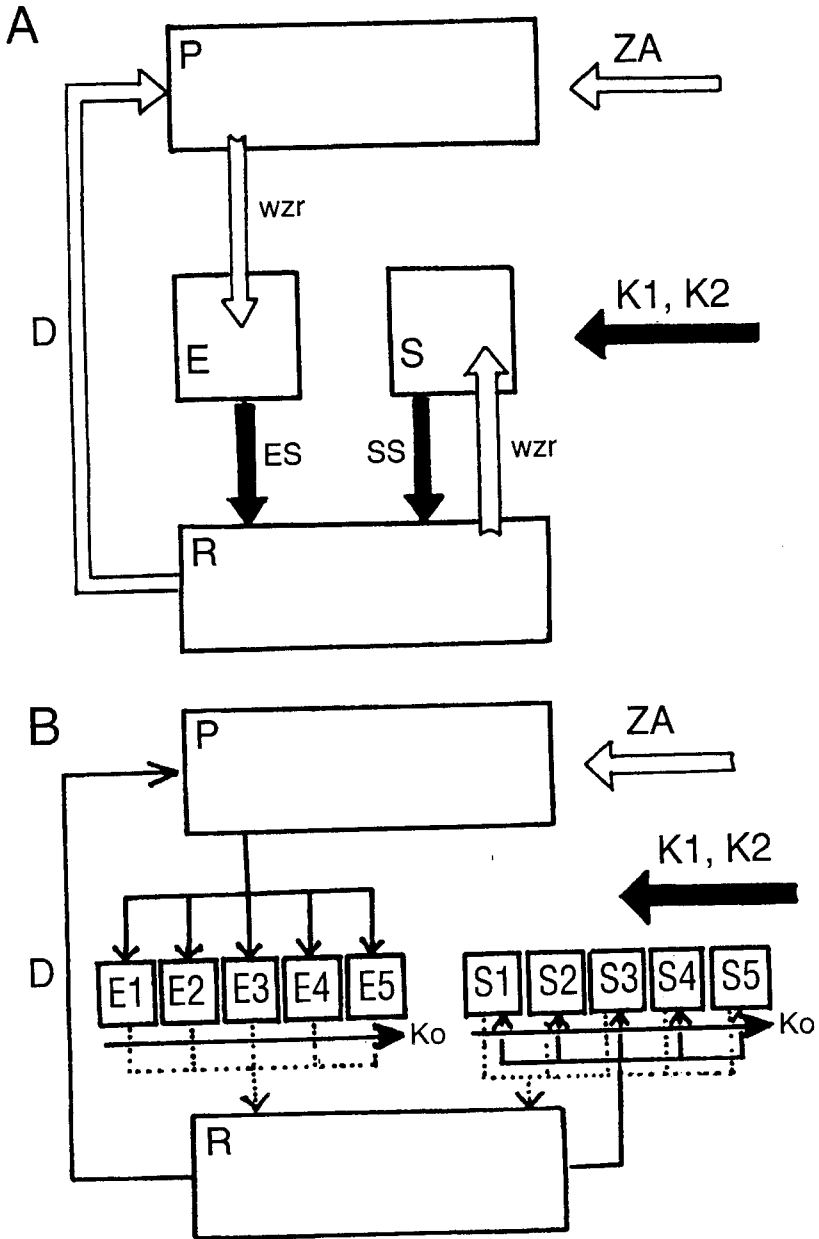 A
P
ZA
wzr
D
E
S
K1, K2
ES
SS
wzr
R
B
P
ZA
K1, K2
D
E1 E2 E3 E4 E5
S1 S2 S3 S4 S5
Ko
Ko
R